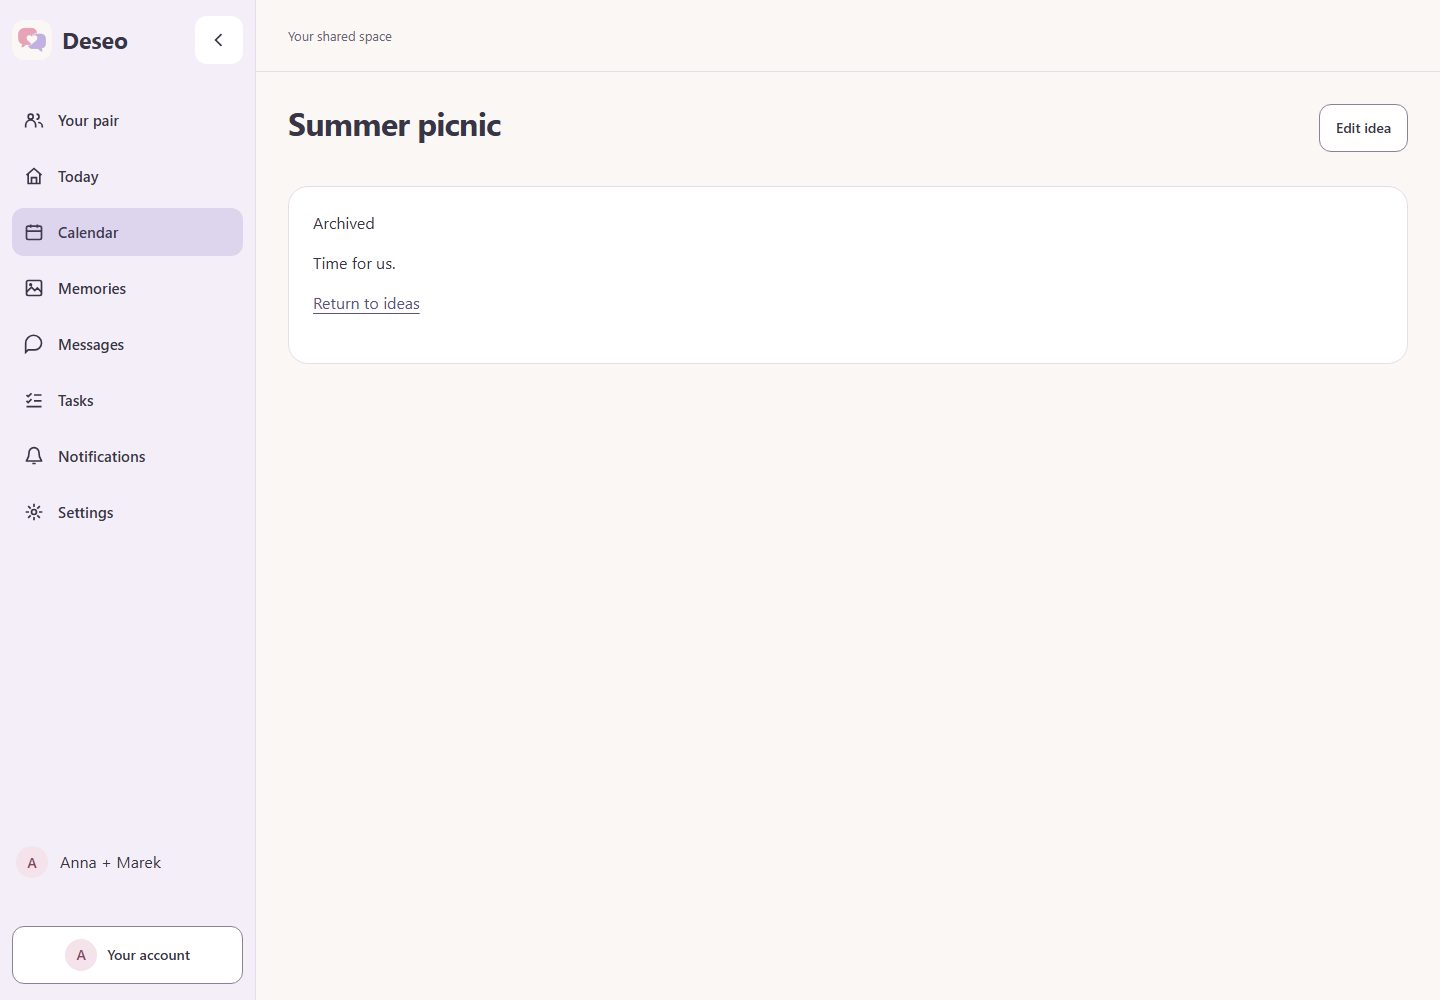 Deseo
Your pair
Today
Calendar
Memories
Messages
Tasks
Notifications
Settings
A
Anna + Marek
A
Your account
Your shared space
Summer picnic
Edit idea
Archived
Time for us.
Return to ideas